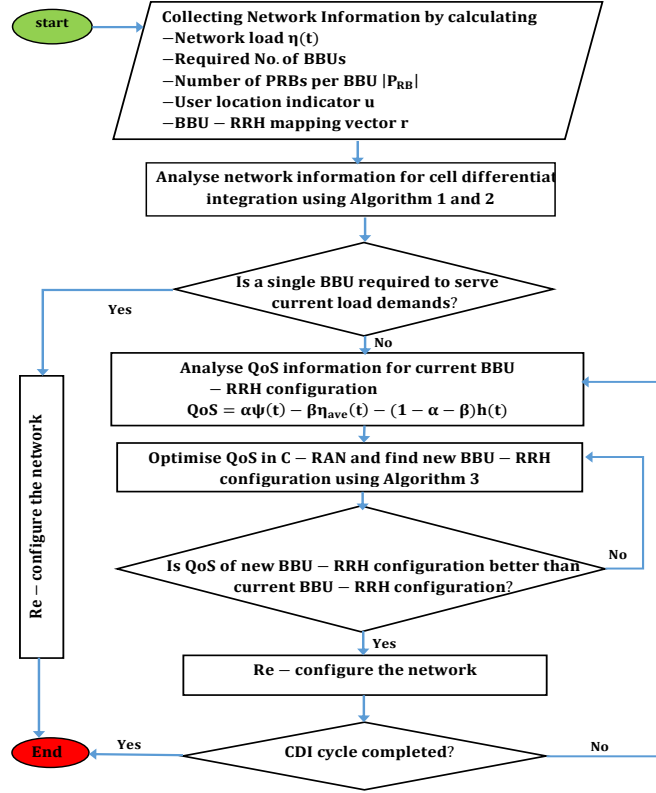 start
Collecting Network Information by calculating
−Network load η(t)
−Required No. of BBUs
−Number of PRBs per BBU |P_RB|
−User location indicator u
−BBU − RRH mapping vector r
Analyse network information for cell differentiat
integration using Algorithm 1 and 2
Is a single BBU required to serve
current load demands?
Yes
No
Analyse QoS information for current BBU
− RRH configuration
QoS = αψ(t) − βη_ave(t) − (1 − α − β)h(t)
Re − configure the network
Optimise QoS in C − RAN and find new BBU − RRH
configuration using Algorithm 3
Is QoS of new BBU − RRH configuration better than
current BBU − RRH configuration?
No
Yes
Re − configure the network
CDI cycle completed?
Yes
No
End